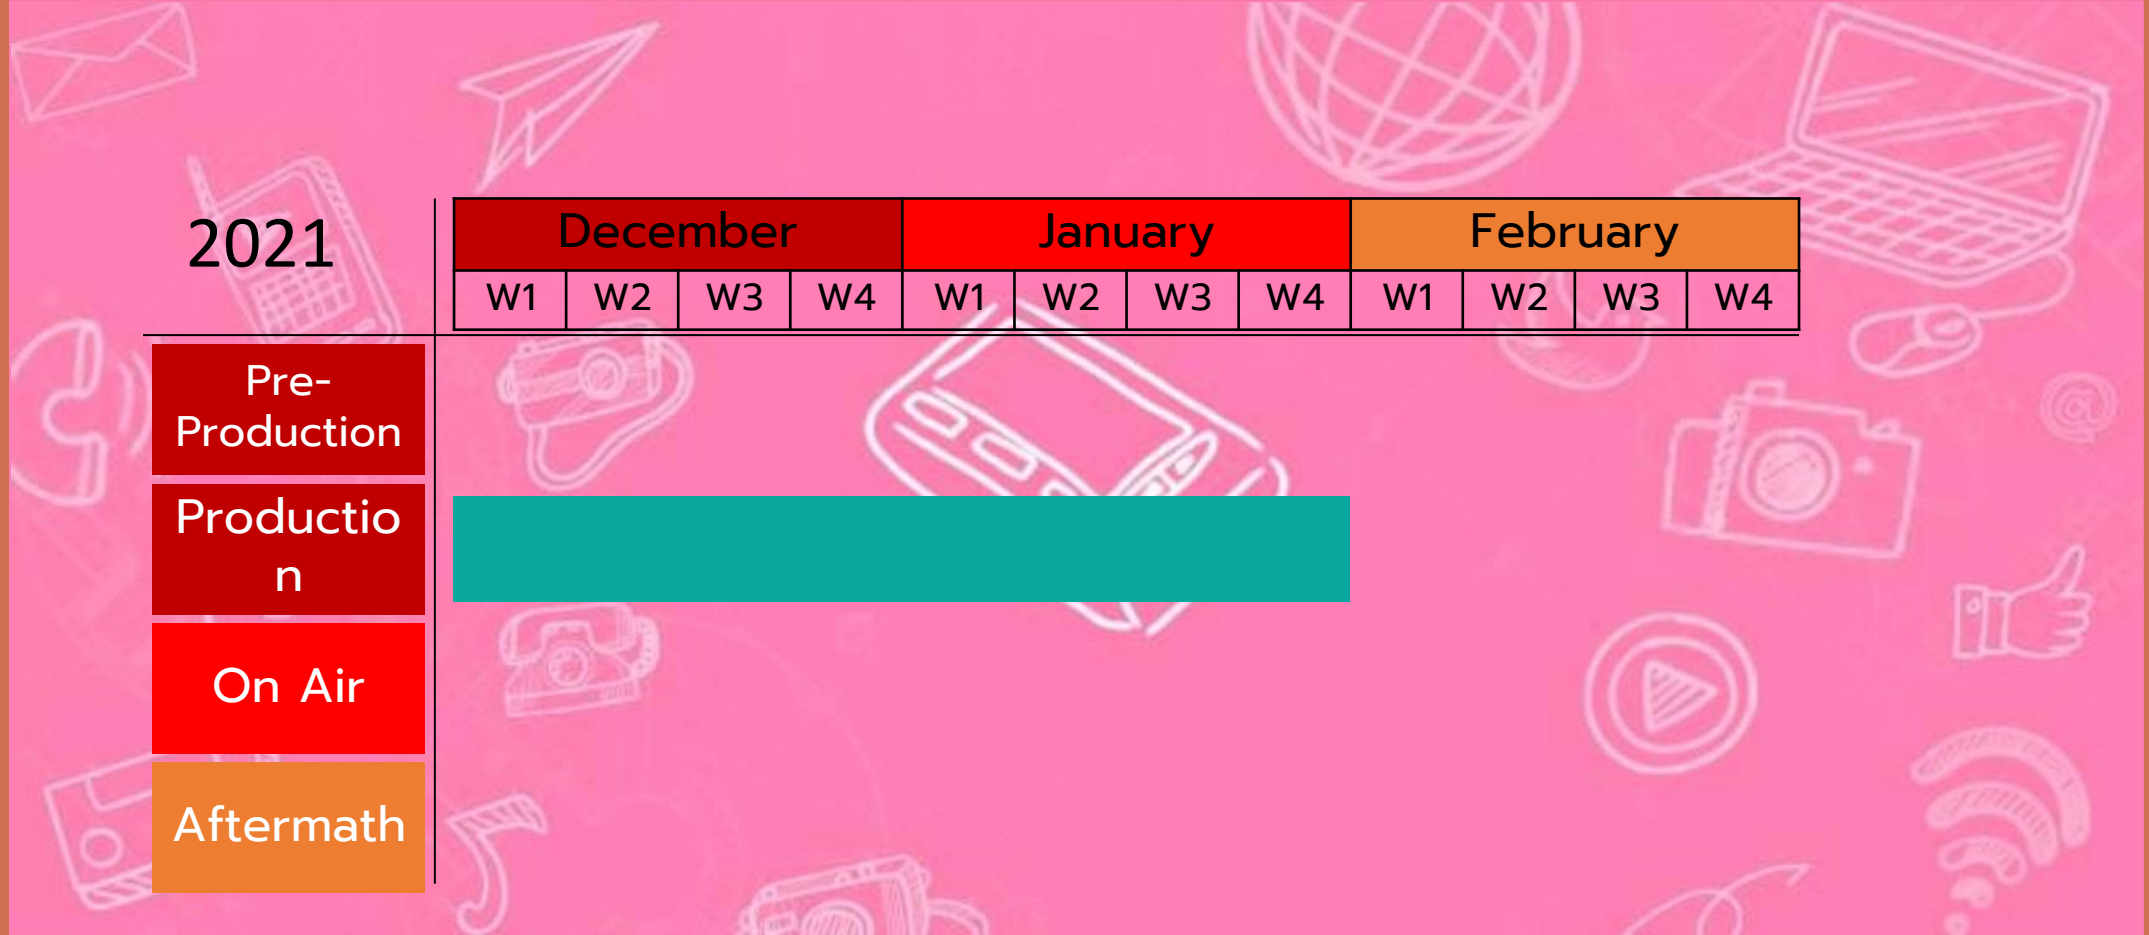 2021
December January February
W1 W2 W3 W4 W1 W2 W3 W4 W1 W2 W3 W4
Pre-
Production
Productio
n
On Air
Aftermath
@